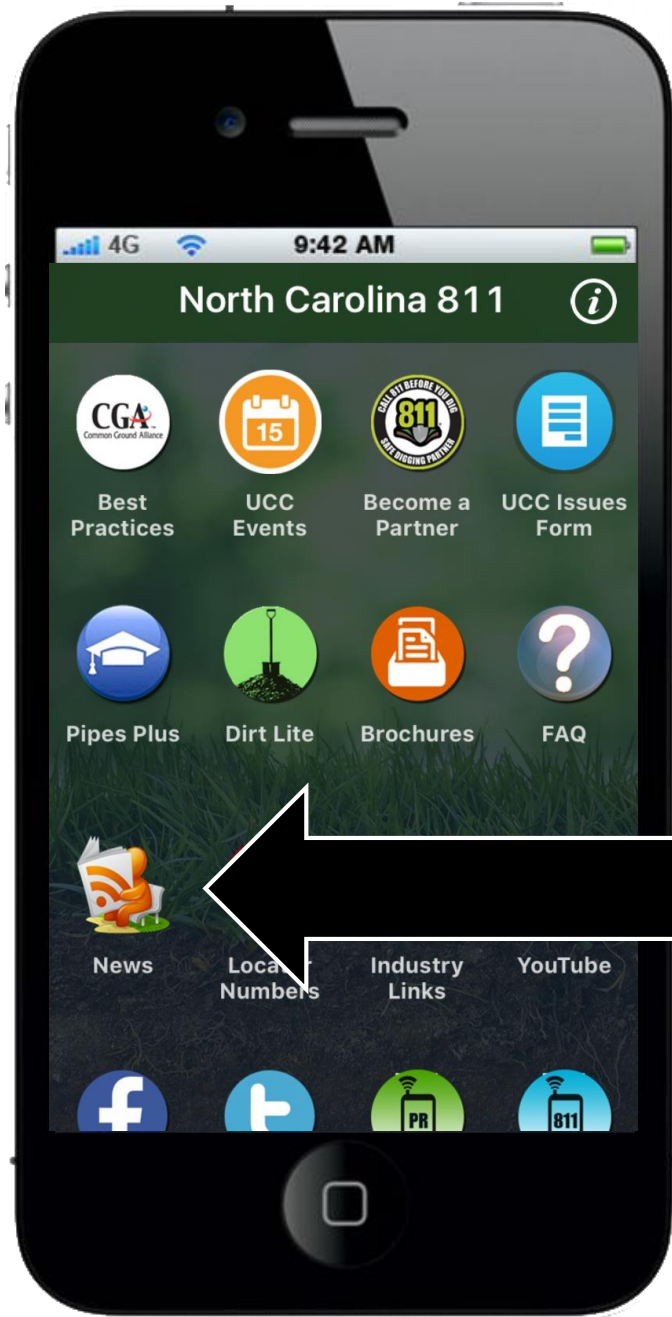 4G 9:42 AM
North Carolina 811
CGA
Common Ground Alliance
15
CALL 811 BEFORE YOU DIG
811
SAFE DIGGING PARTNER
Best Practices
UCC Events
Become a Partner
UCC Issues Form
Pipes Plus
Dirt Lite
Brochures
?
FAQ
News
Locator Numbers
Industry Links
YouTube
f
t
PR
811